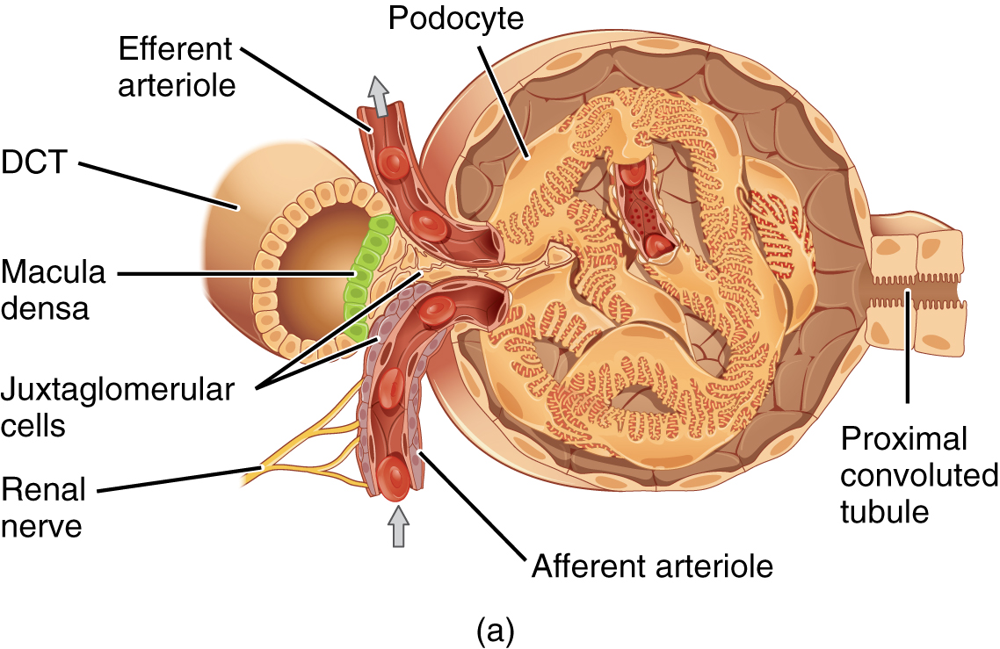 Podocyte
Efferent
arteriole
DCT
Macula
densa
Juxtaglomerular
cells
Renal
nerve
Proximal
convoluted
tubule
Afferent arteriole
(a)